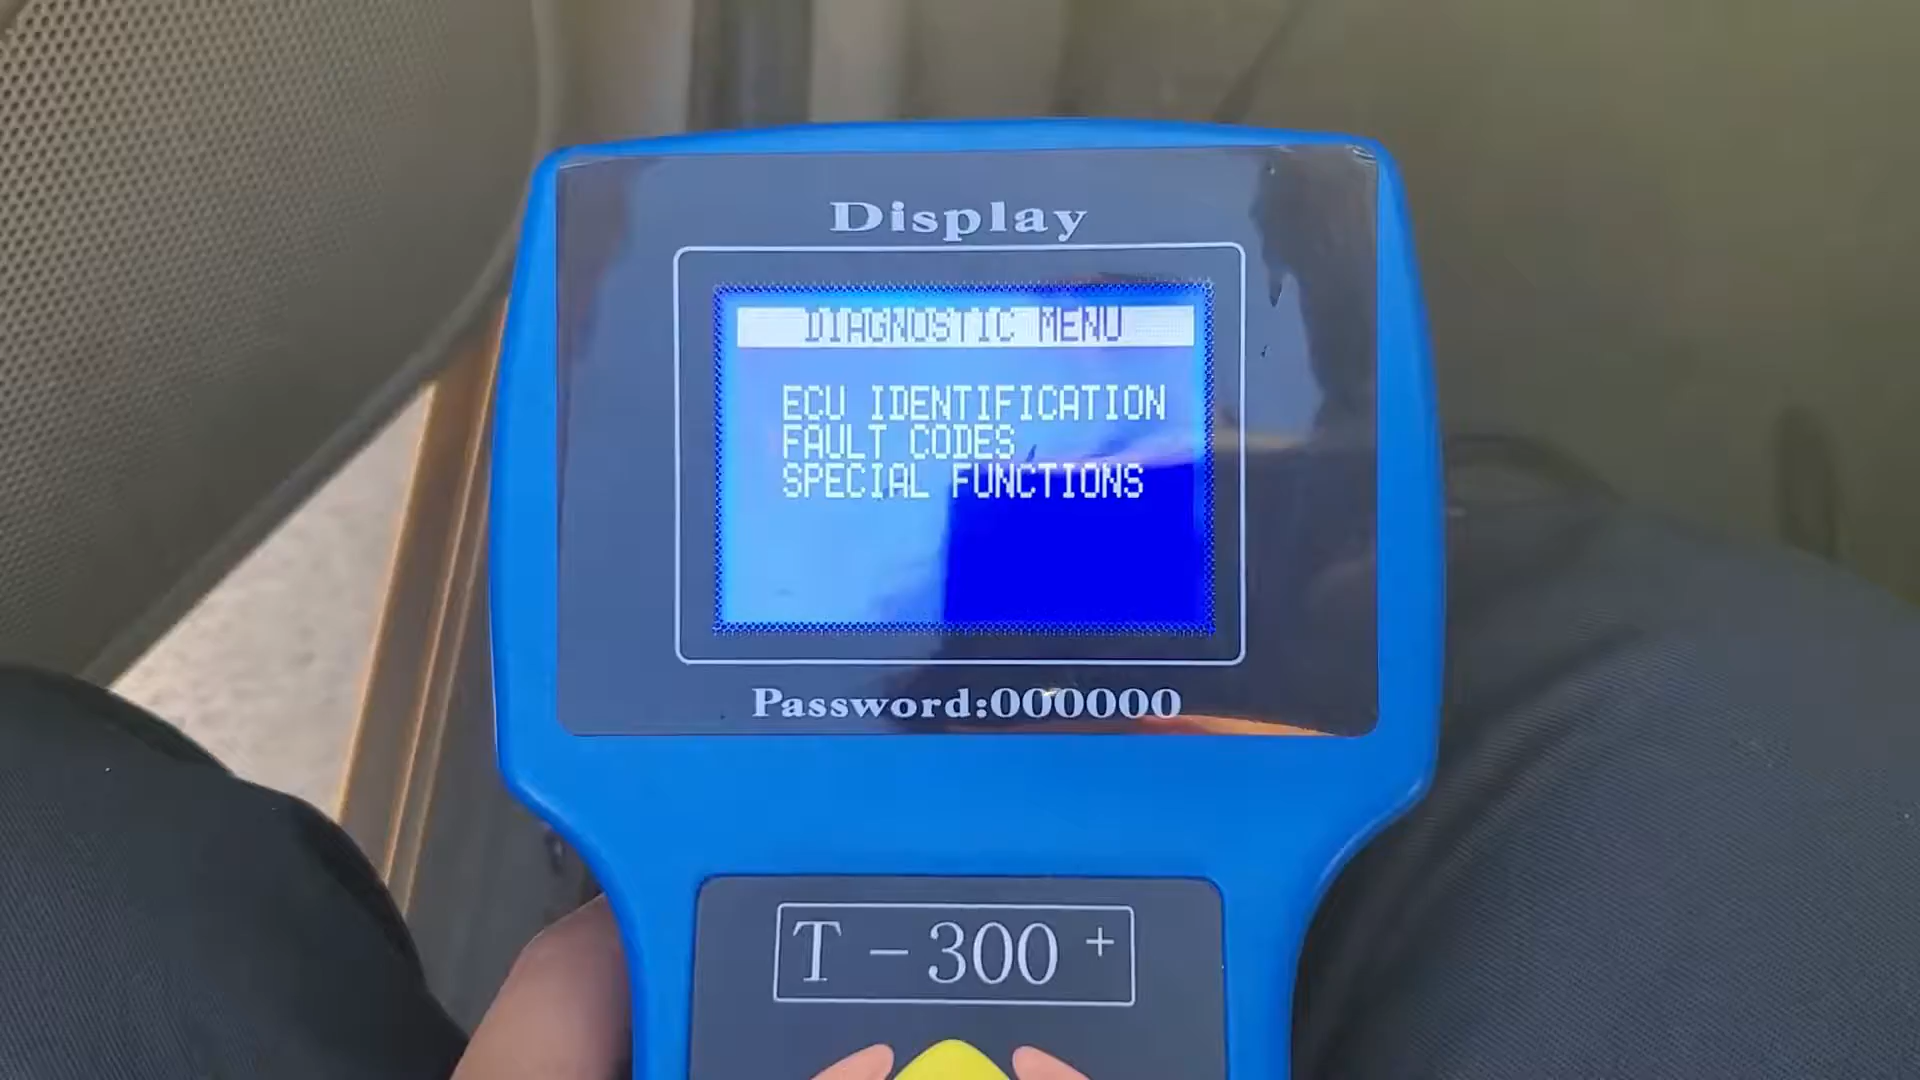 Display
DIAGNOSTIC MENU
ECU IDENTIFICATION
FAULT CODES
SPECIAL FUNCTIONS
Password:000000
T-300+